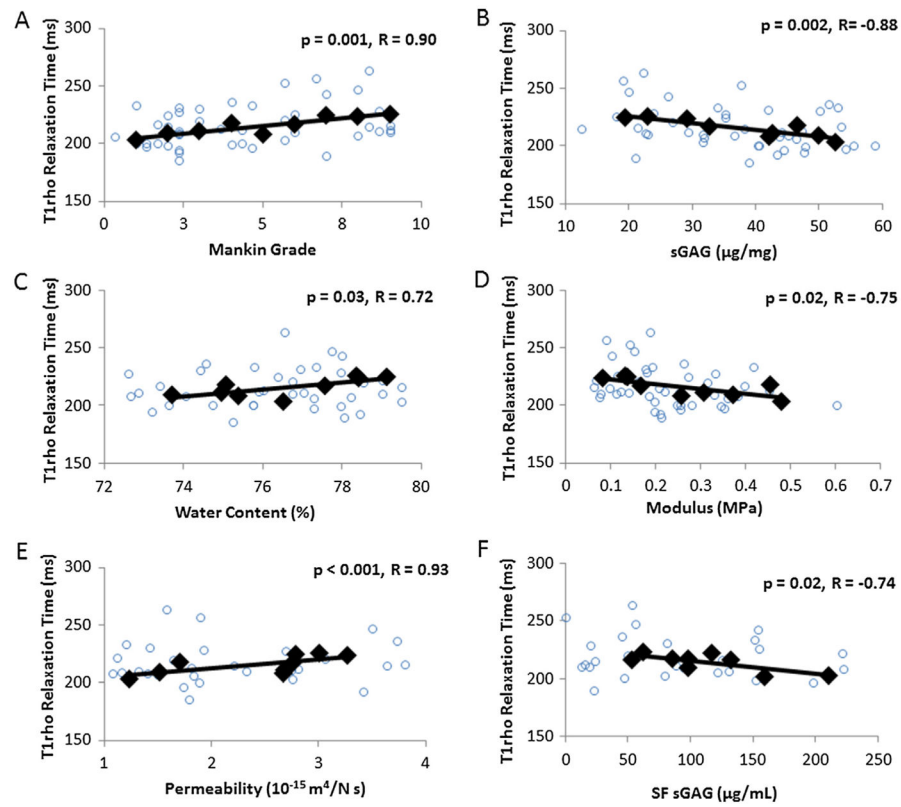 A
p = 0.001, R = 0.90
T1rho Relaxation Time (ms)
300
250
200
150
0
3
5
8
10
Mankin Grade
B
p = 0.002, R= -0.88
T1rho Relaxation Time (ms)
300
250
200
150
10
20
30
40
50
60
sGAG (µg/mg)
C
p = 0.03, R = 0.72
T1rho Relaxation Time (ms)
300
250
200
150
72
74
76
78
80
Water Content (%)
D
p = 0.02, R = -0.75
T1rho Relaxation Time (ms)
300
250
200
150
0
0.1
0.2
0.3
0.4
0.5
0.6
0.7
Modulus (MPa)
E
p < 0.001, R = 0.93
T1rho Relaxation Time (ms)
300
250
200
150
1
2
3
4
Permeability (10⁻¹⁵ m⁴/N s)
F
p = 0.02, R = -0.74
T1rho Relaxation Time (ms)
300
250
200
150
0
50
100
150
200
250
SF sGAG (µg/mL)